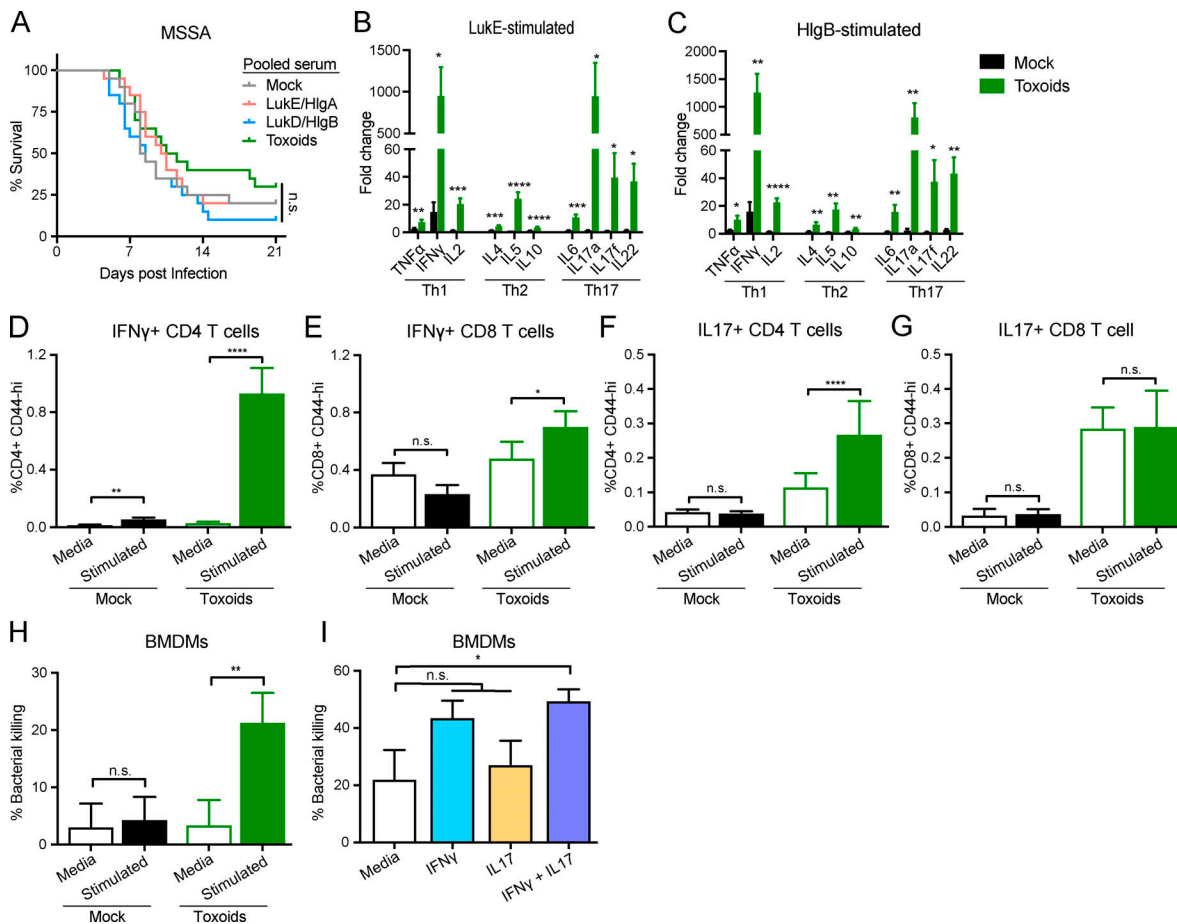 A
MSSA
% Survival
100
75
50
25
0
0
7
14
21
Days post Infection
Pooled serum
Mock
LukE/HlgA
LukD/HlgB
Toxoids
n.s.
B
LukE-stimulated
Fold change
1500
1000
500
60
40
20
0
** * *** *** **** **** *** * * *
TNFα IFNγ IL2 IL4 IL5 IL10 IL6 IL17a IL17f IL22
Th1 Th2 Th17
C
HlgB-stimulated
Fold change
2000
1500
1000
500
60
40
20
0
* ** **** ** ** ** ** ** * **
TNFα IFNγ IL2 IL4 IL5 IL10 IL6 IL17a IL17f IL22
Th1 Th2 Th17
Mock
Toxoids
D
IFNγ+ CD4 T cells
%CD4+ CD44-hi
1.2
0.8
0.4
0.0
** ****
Media Stimulated Media Stimulated
Mock Toxoids
E
IFNγ+ CD8 T cells
%CD8+ CD44-hi
1.2
0.8
0.4
0.0
n.s. *
Media Stimulated Media Stimulated
Mock Toxoids
F
IL17+ CD4 T cells
%CD4+ CD44-hi
0.5
0.4
0.3
0.2
0.1
0.0
n.s. ****
Media Stimulated Media Stimulated
Mock Toxoids
G
IL17+ CD8 T cell
%CD8+ CD44-hi
0.5
0.4
0.3
0.2
0.1
0.0
n.s. n.s.
Media Stimulated Media Stimulated
Mock Toxoids
H
BMDMs
% Bacterial killing
30
20
10
0
n.s. **
Media Stimulated Media Stimulated
Mock Toxoids
I
BMDMs
% Bacterial killing
60
40
20
0
*
n.s.
Media IFNγ IL17 IFNγ + IL17